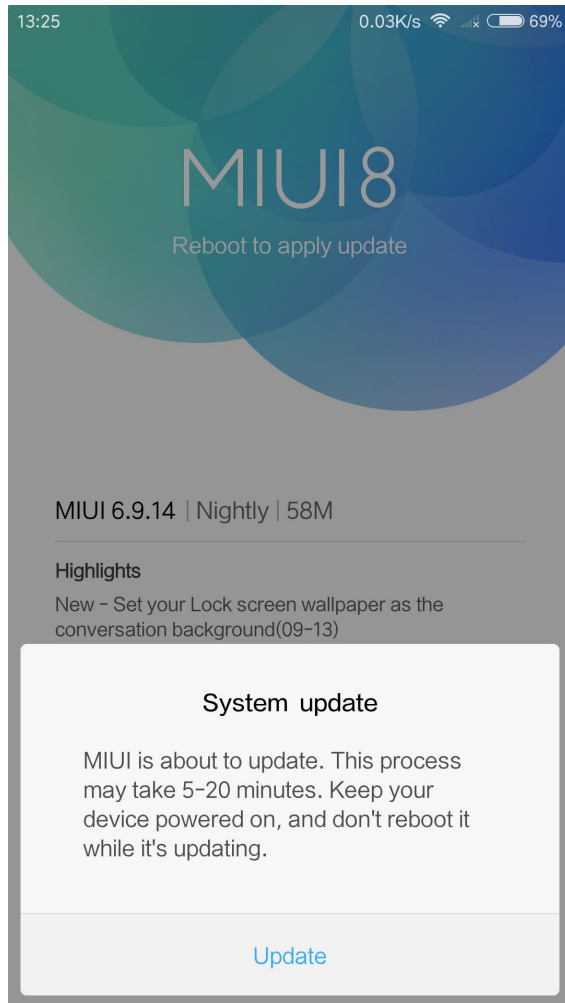 13:25 0.03K/s 69%
MIUI8
Reboot to apply update
MIUI 6.9.14 | Nightly | 58M
Highlights
New - Set your Lock screen wallpaper as the
conversation background(09-13)
System update
MIUI is about to update. This process
may take 5-20 minutes. Keep your
device powered on, and don't reboot it
while it's updating.
Update